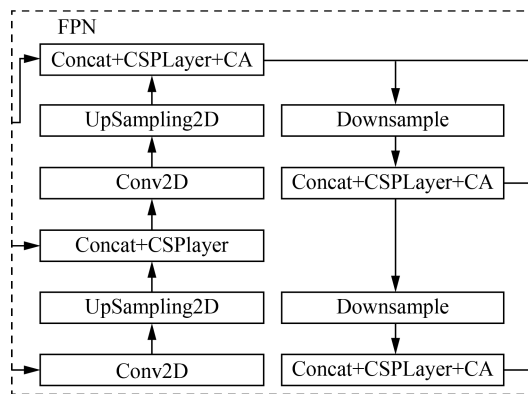 FPN
Concat+CSPLayer+CA
UpSampling2D
Conv2D
Concat+CSPlayer
UpSampling2D
Conv2D
Downsample
Concat+CSPLayer+CA
Downsample
Concat+CSPLayer+CA